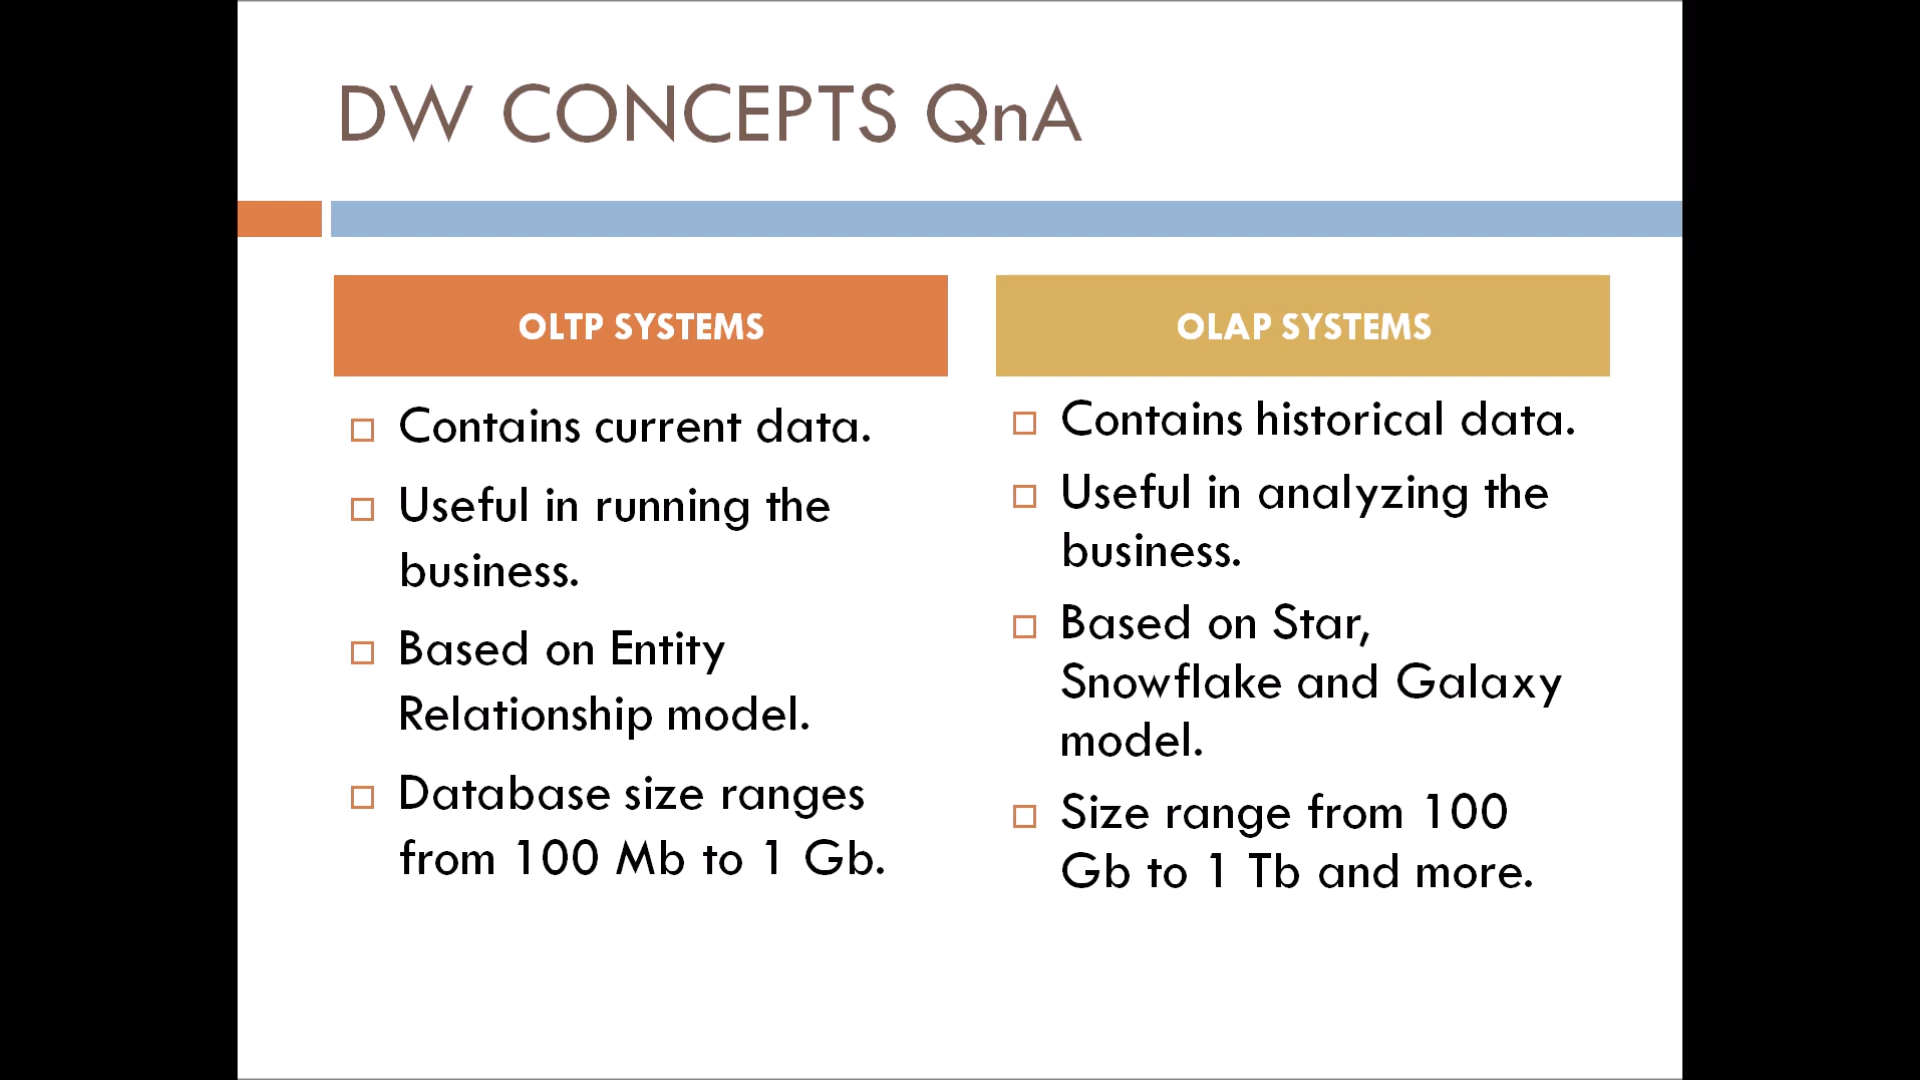 DW CONCEPTS QnA
OLTP SYSTEMS
Contains current data.
Useful in running the
business.
Based on Entity
Relationship model.
Database size ranges
from 100 Mb to 1 Gb.
OLAP SYSTEMS
Contains historical data.
Useful in analyzing the
business.
Based on Star,
Snowflake and Galaxy
model.
Size range from 100
Gb to 1 Tb and more.